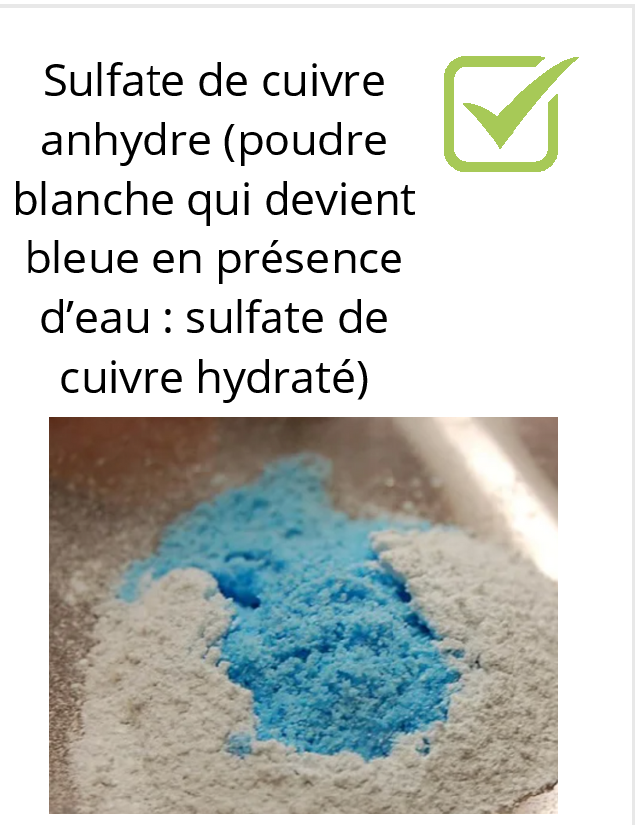 Sulfate de cuivre
anhydre (poudre
blanche qui devient
bleue en présence
d’eau : sulfate de
cuivre hydraté)